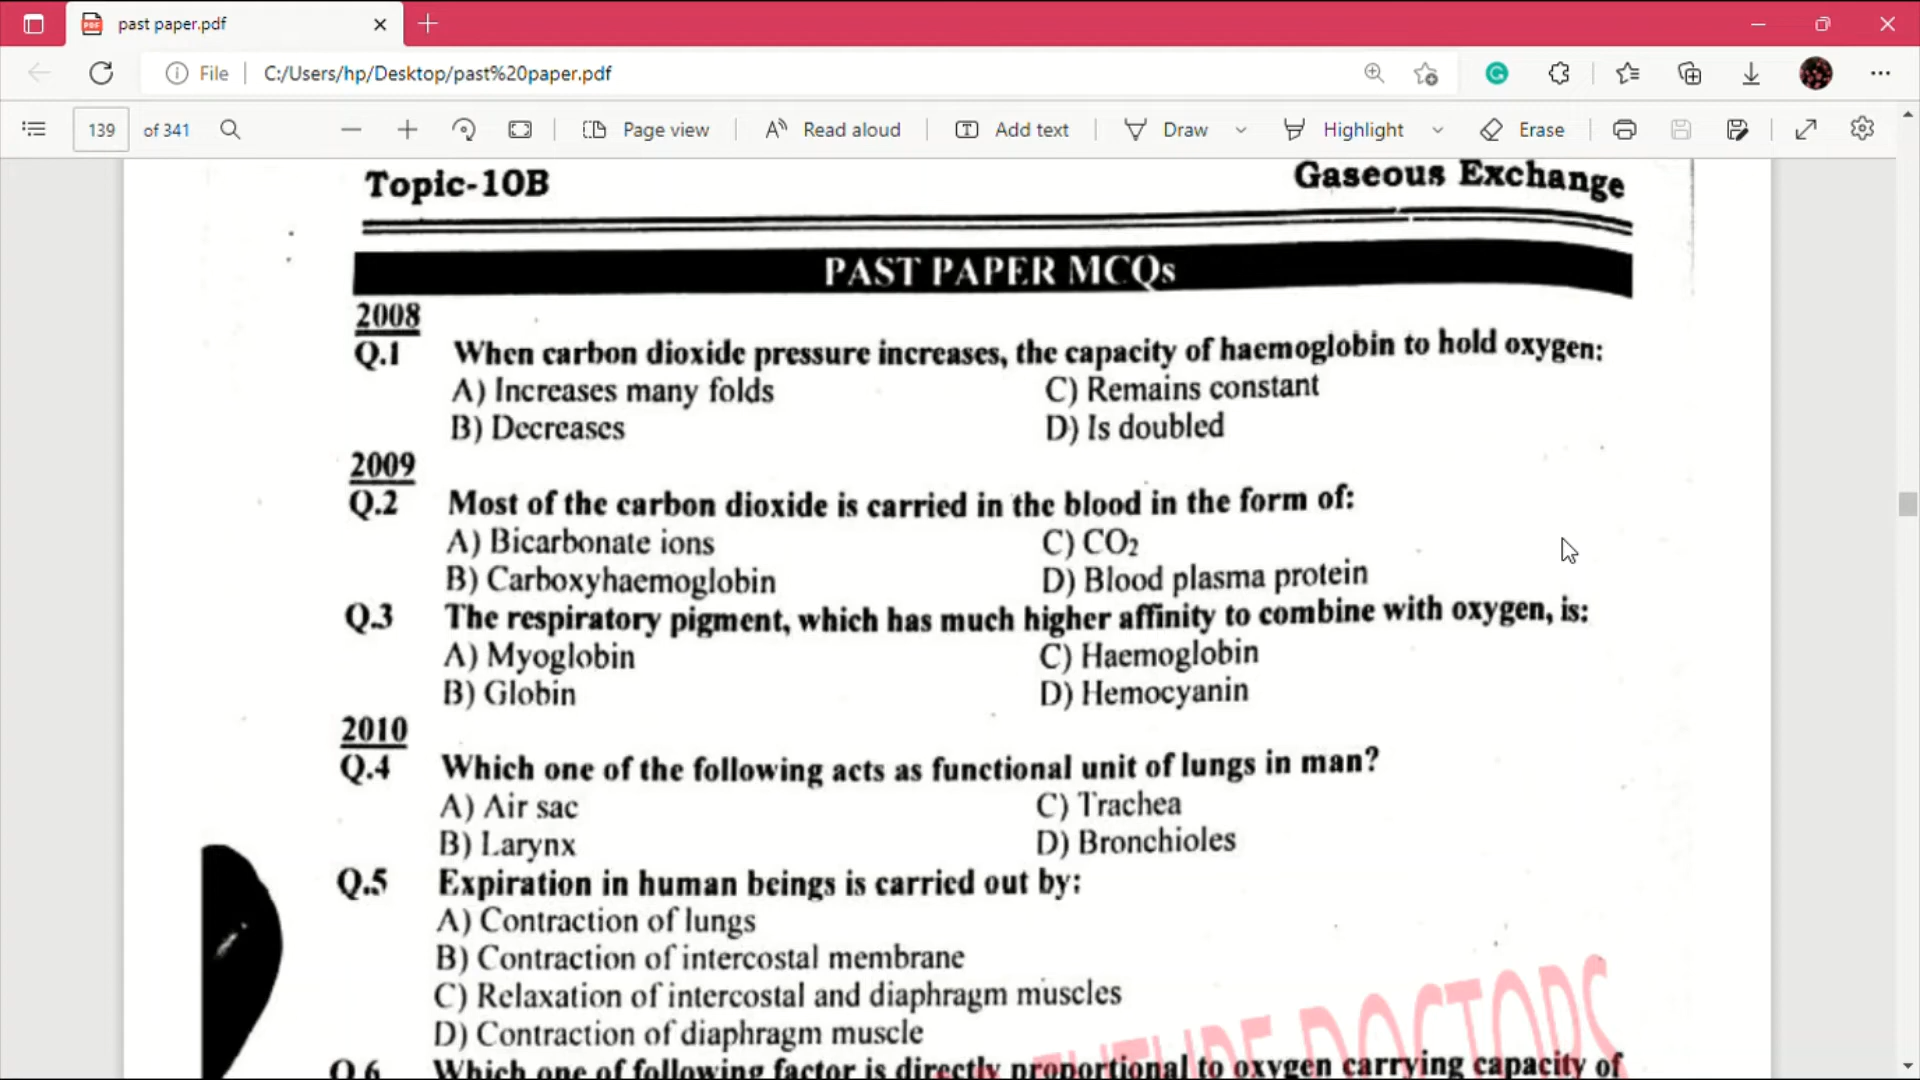 past paper.pdf
File
C:/Users/hp/Desktop/past%20paper.pdf
139 of 341
Page view
Read aloud
Add text
Draw
Highlight
Erase
Topic-10B Gaseous Exchange
PAST PAPER MCQs
2008
Q.1 When carbon dioxide pressure increases, the capacity of haemoglobin to hold oxygen:
A) Increases many folds C) Remains constant
B) Decreases D) Is doubled
2009
Q.2 Most of the carbon dioxide is carried in the blood in the form of:
A) Bicarbonate ions C) CO₂
B) Carboxyhaemoglobin D) Blood plasma protein
Q.3 The respiratory pigment, which has much higher affinity to combine with oxygen, is:
A) Myoglobin C) Haemoglobin
B) Globin D) Hemocyanin
2010
Q.4 Which one of the following acts as functional unit of lungs in man?
A) Air sac C) Trachea
B) Larynx D) Bronchioles
Q.5 Expiration in human beings is carried out by:
A) Contraction of lungs
B) Contraction of intercostal membrane
C) Relaxation of intercostal and diaphragm muscles
D) Contraction of diaphragm muscle
FUTURE DOCTORS
Q.6 Which one of following factor is directly proportional to oxygen carrying capacity of